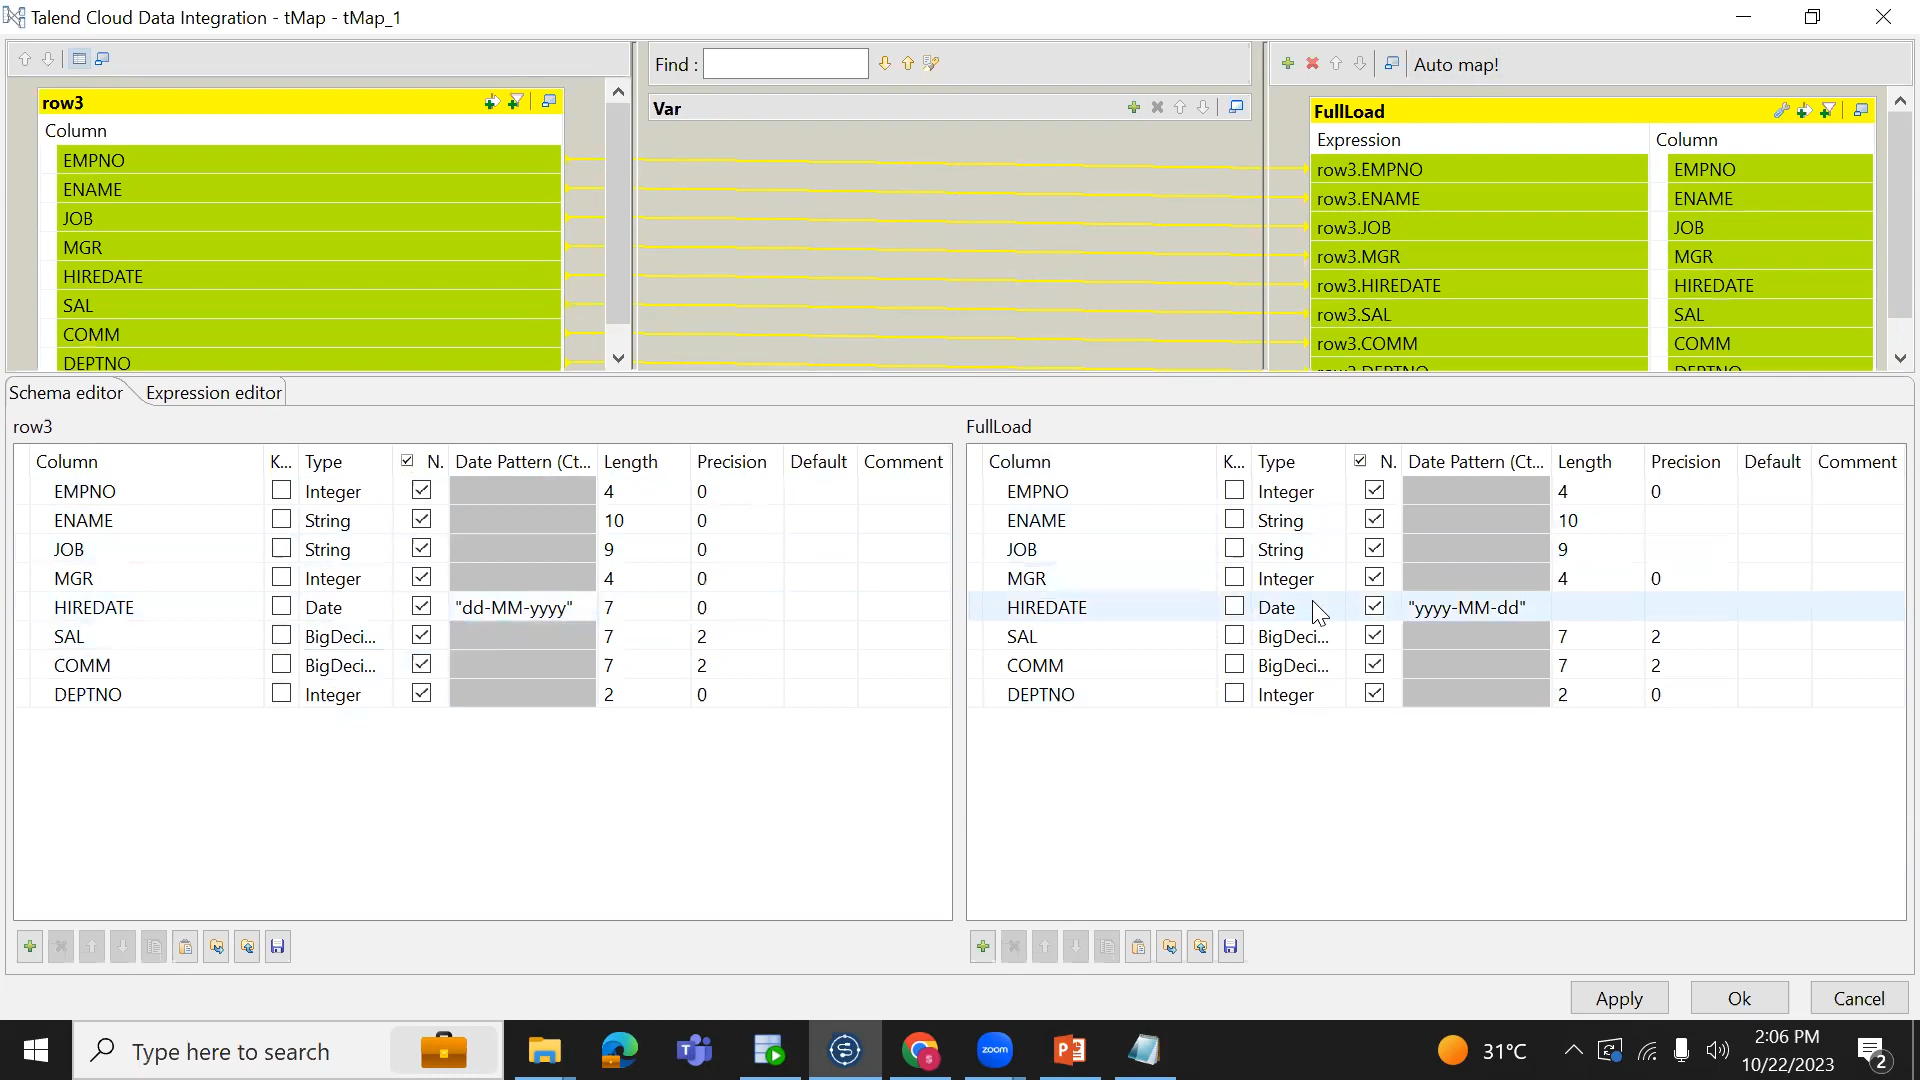 Talend Cloud Data Integration - tMap - tMap_1
row3
Column
EMPNO
ENAME
JOB
MGR
HIREDATE
SAL
COMM
DEPTNO
Find :
Var
Auto map!
FullLoad
Expression Column
row3.EMPNO EMPNO
row3.ENAME ENAME
row3.JOB JOB
row3.MGR MGR
row3.HIREDATE HIREDATE
row3.SAL SAL
row3.COMM COMM
row3.DEPTNO DEPTNO
Schema editor Expression editor
row3
Column K... Type N. Date Pattern (Ct... Length Precision Default Comment
EMPNO Integer 4 0
ENAME String 10 0
JOB String 9 0
MGR Integer 4 0
HIREDATE Date "dd-MM-yyyy" 7 0
SAL BigDeci... 7 2
COMM BigDeci... 7 2
DEPTNO Integer 2 0
FullLoad
Column K... Type N. Date Pattern (Ct... Length Precision Default Comment
EMPNO Integer 4 0
ENAME String 10
JOB String 9
MGR Integer 4 0
HIREDATE Date "yyyy-MM-dd"
SAL BigDeci... 7 2
COMM BigDeci... 7 2
DEPTNO Integer 2 0
Apply Ok Cancel
Type here to search
zoom
31°C
2:06 PM
10/22/2023
2